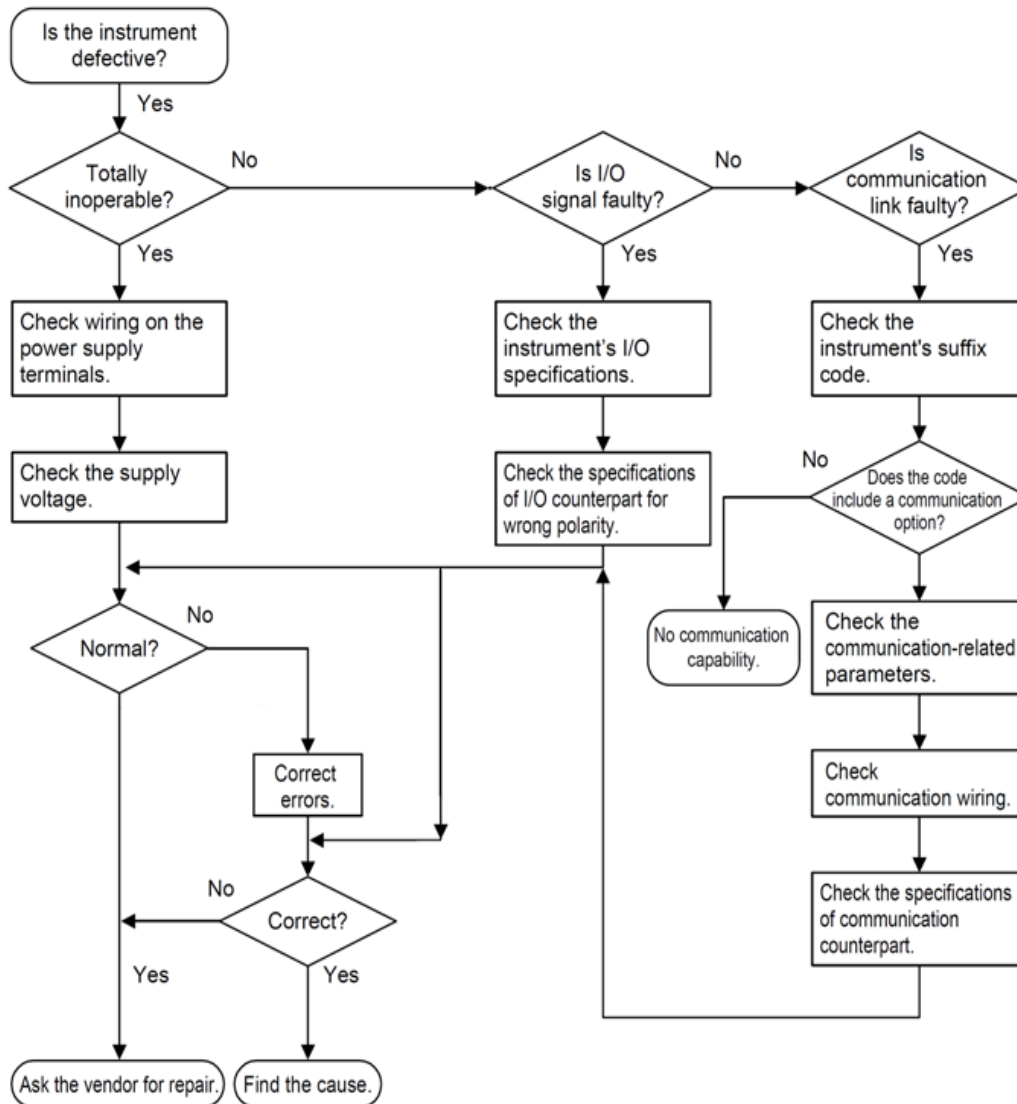 Is the instrument
defective?
Yes
Totally
inoperable?
No
Is I/O
signal faulty?
No
Is
communication
link faulty?
Yes
Yes
Yes
Check wiring on the
power supply
terminals.
Check the
instrument's I/O
specifications.
Check the
instrument's suffix
code.
Check the supply
voltage.
Check the specifications
of I/O counterpart for
wrong polarity.
No
Does the code
include a communication
option?
Normal?
No
No communication
capability.
Check the
communication-related
parameters.
Correct
errors.
Check
communication wiring.
No
Correct?
Check the specifications
of communication
counterpart.
Yes
Yes
Ask the vendor for repair.
Find the cause.